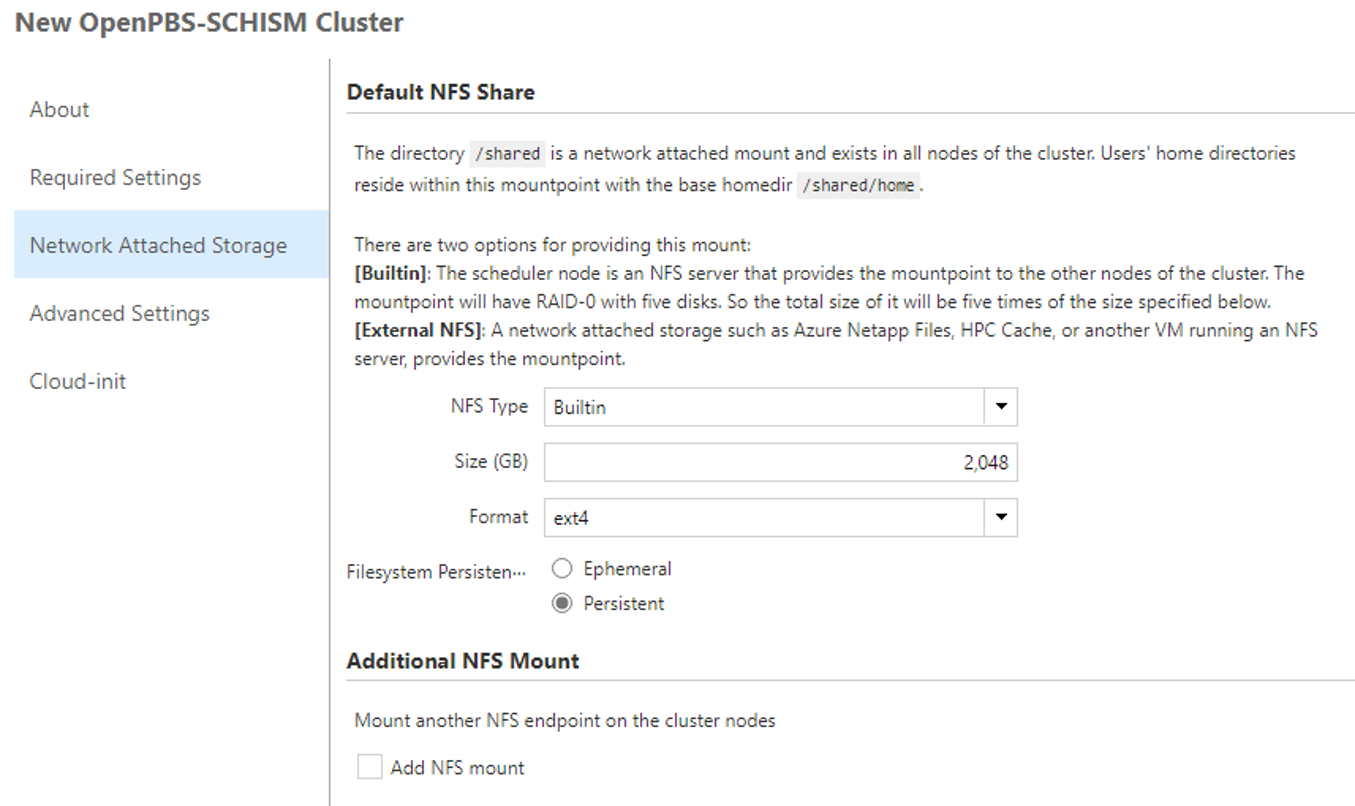 New OpenPBS-SCHISM Cluster
About
Required Settings
Network Attached Storage
Advanced Settings
Cloud-init
Default NFS Share
The directory /shared is a network attached mount and exists in all nodes of the cluster. Users' home directories
reside within this mountpoint with the base homedir /shared/home.
There are two options for providing this mount:
[Builtin]: The scheduler node is an NFS server that provides the mountpoint to the other nodes of the cluster. The
mountpoint will have RAID-0 with five disks. So the total size of it will be five times of the size specified below.
[External NFS]: A network attached storage such as Azure Netapp Files, HPC Cache, or another VM running an NFS
server, provides the mountpoint.
NFS Type Builtin
Size (GB) 2,048
Format ext4
Filesystem Persisten... Ephemeral
Persistent
Additional NFS Mount
Mount another NFS endpoint on the cluster nodes
Add NFS mount